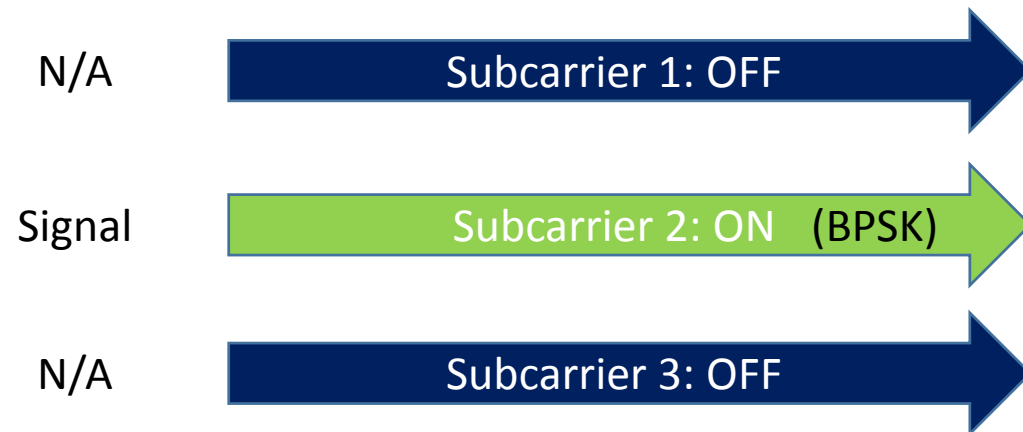 N/A Subcarrier 1: OFF
Signal Subcarrier 2: ON (BPSK)
N/A Subcarrier 3: OFF